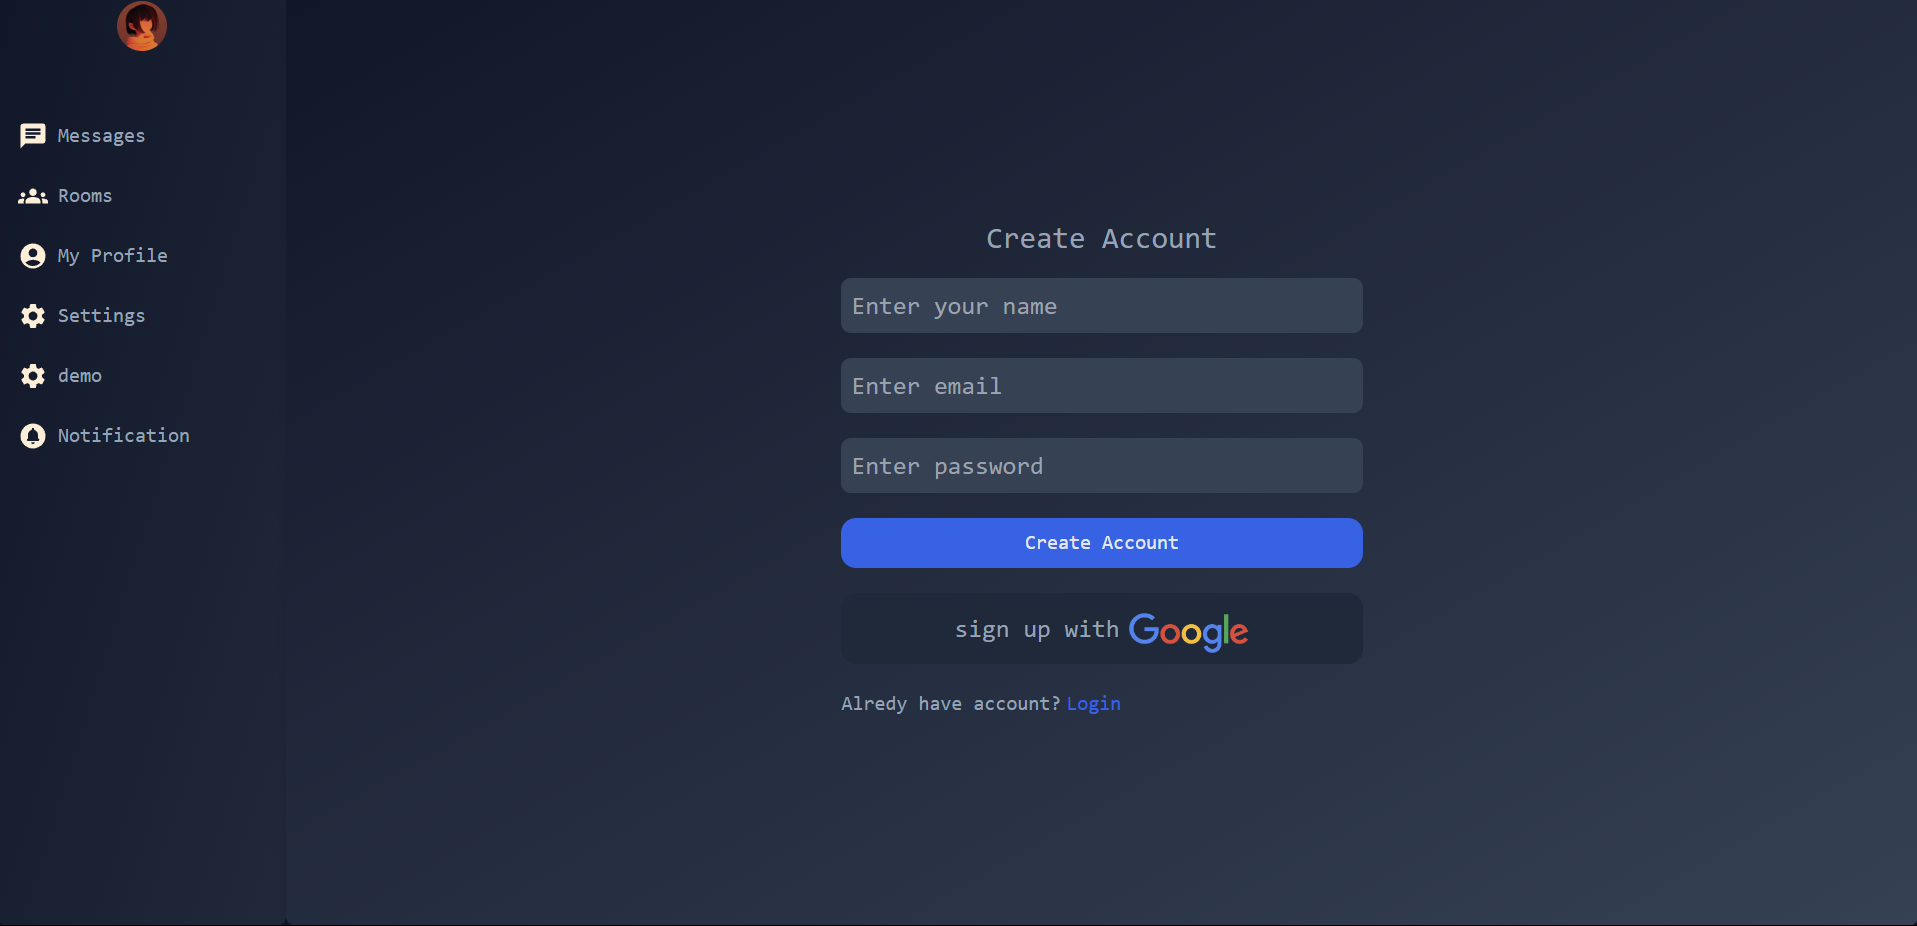 Messages
Rooms
My Profile
Settings
demo
Notification
Create Account
Enter your name
Enter email
Enter password
Create Account
sign up with Google
Alredy have account? Login